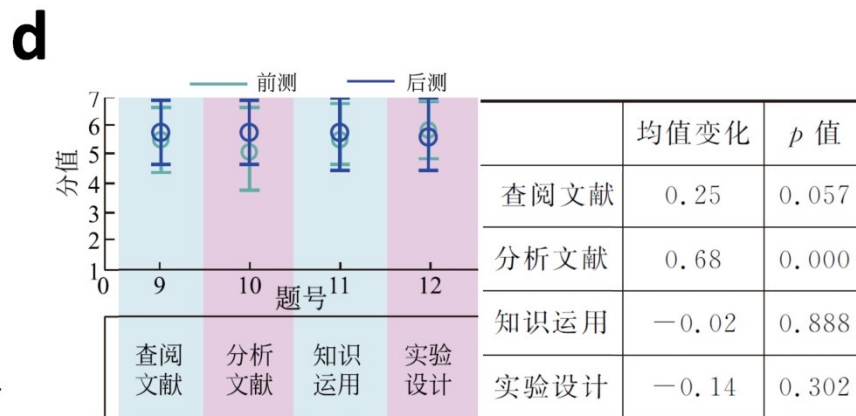 d
前测 后测
分值
7
6
5
4
3
2
1
0 9 10 11 12
题号
查阅文献 分析文献 知识运用 实验设计
均值变化 p 值
查阅文献 0.25 0.057
分析文献 0.68 0.000
知识运用 －0.02 0.888
实验设计 －0.14 0.302